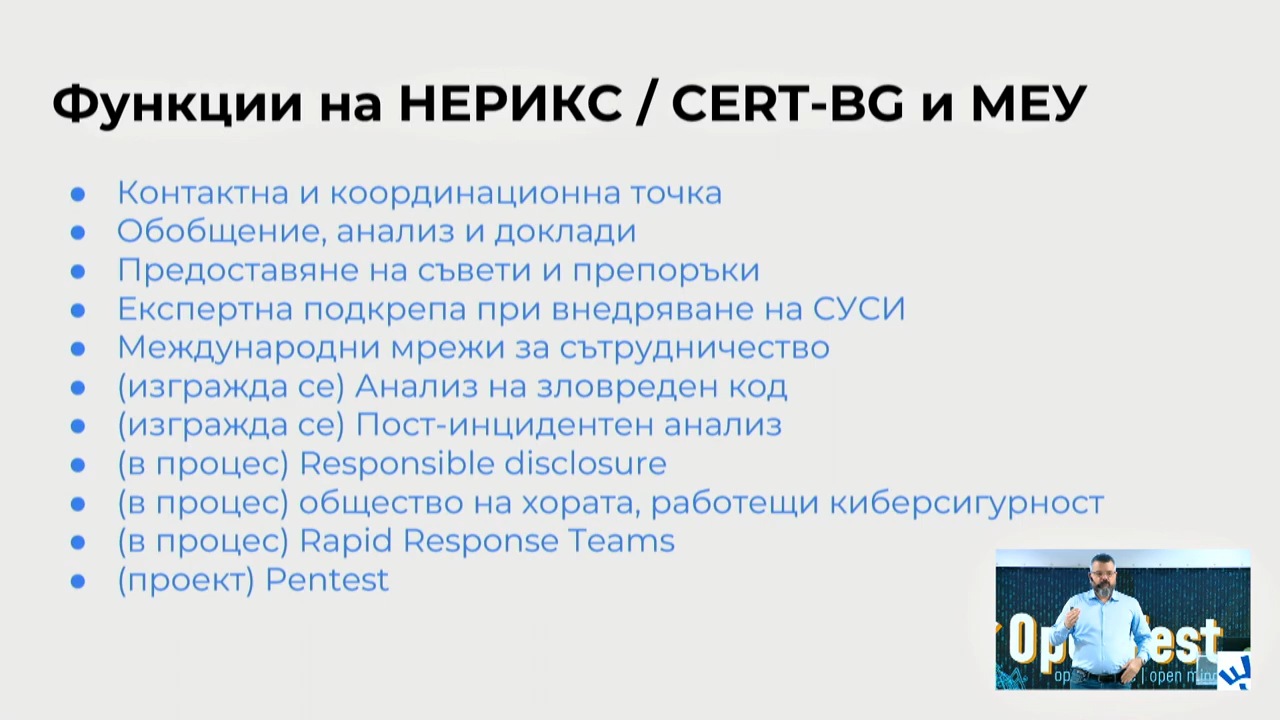 Функции на НЕРИКС / CERT-BG и МЕУ
Контактна и координационна точка
Обобщение, анализ и доклади
Предоставяне на съвети и препоръки
Експертна подкрепа при внедряване на СУСИ
Международни мрежи за сътрудничество
(изгражда се) Анализ на зловреден код
(изгражда се) Пост-инцидентен анализ
(в процес) Responsible disclosure
(в процес) общество на хората, работещи киберсигурност
(в процес) Rapid Response Teams
(проект) Pentest
open mind